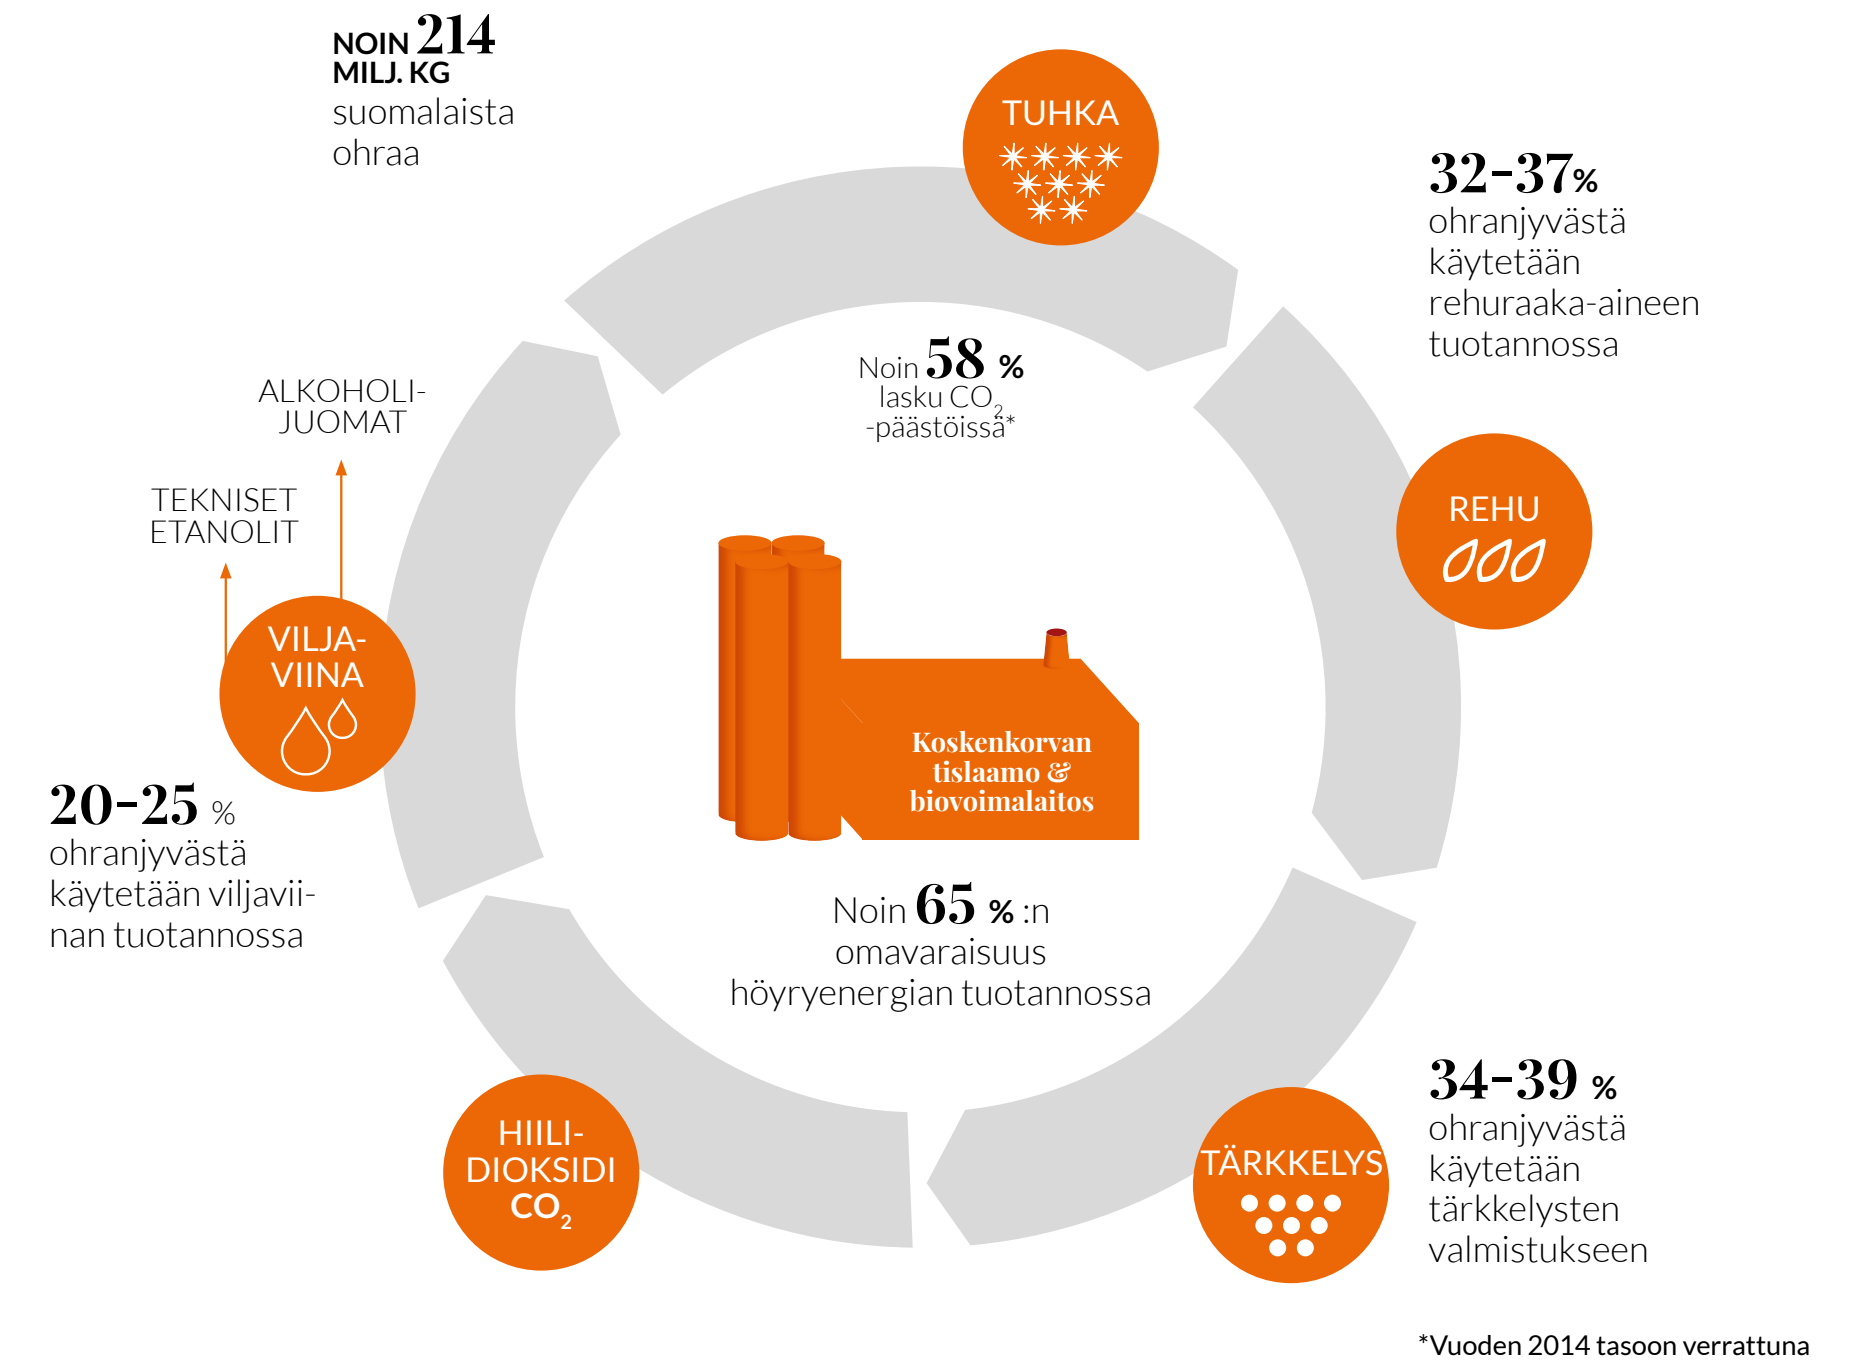 NOIN 214
MILJ. KG
suomalaista
ohraa
TUHKA
32-37%
ohranjyvästä
käytetään
rehuraaka-aineen
tuotannossa
Noin 58 %
lasku CO2
-päästöissä*
ALKOHOLI-
JUOMAT
TEKNISET
ETANOLIT
REHU
VILJA-
VIINA
Koskenkorvan
tislaamo &
biovoimalaitos
20-25 %
ohranjyvästä
käytetään viljavii-
nan tuotannossa
Noin 65 % :n
omavaraisuus
höyryenergian tuotannossa
HIILI-
DIOKSIDI
CO2
TÄRKKELYS
34-39 %
ohranjyvästä
käytetään
tärkkelysten
valmistukseen
*Vuoden 2014 tasoon verrattuna